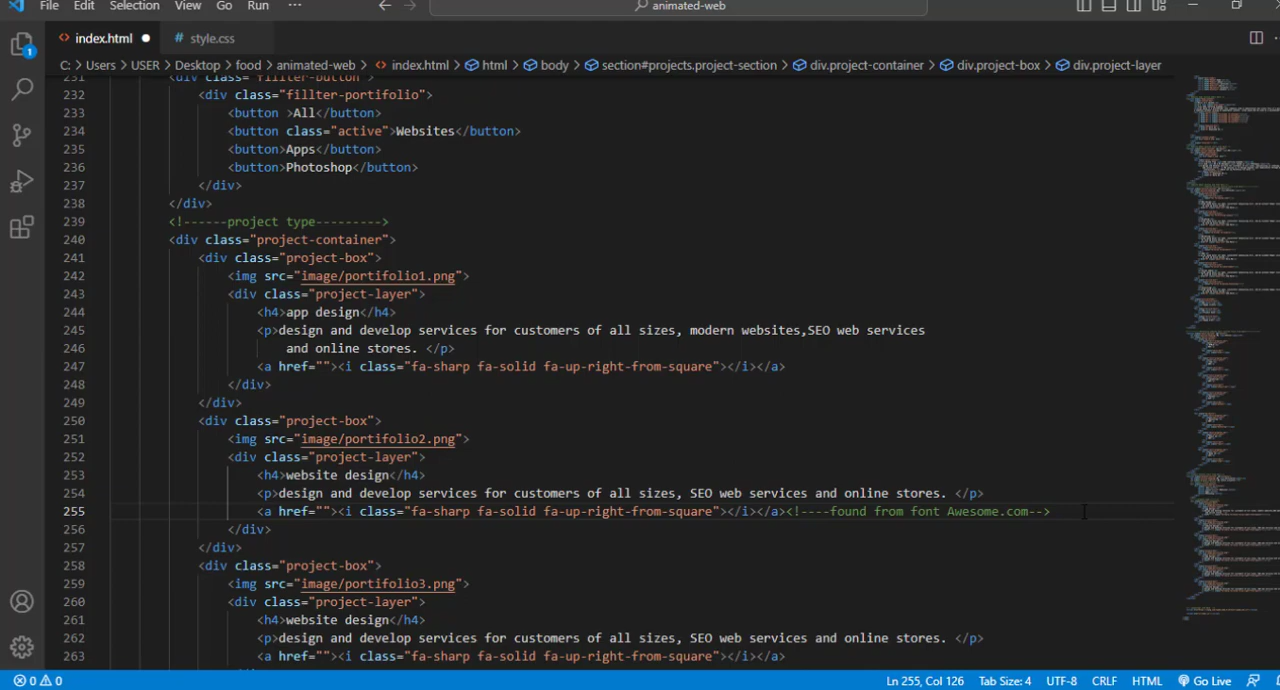 File Edit Selection View Go Run ··· ← → animated-web
<> index.html ● # style.css
C: > Users > USER > Desktop > food > animated-web > <> index.html > html > body > section#projects.project-section > div.project-container > div.project-box > div.project-layer
231 <div class="fillter-button">
232 <div class="fillter-portifolio">
233 <button >All</button>
234 <button class="active">Websites</button>
235 <button>Apps</button>
236 <button>Photoshop</button>
237 </div>
238 </div>
239 <!------project type--------->
240 <div class="project-container">
241 <div class="project-box">
242 <img src="image/portifolio1.png">
243 <div class="project-layer">
244 <h4>app design</h4>
245 <p>design and develop services for customers of all sizes, modern websites,SEO web services
246 and online stores. </p>
247 <a href=""><i class="fa-sharp fa-solid fa-up-right-from-square"></i></a>
248 </div>
249 </div>
250 <div class="project-box">
251 <img src="image/portifolio2.png">
252 <div class="project-layer">
253 <h4>website design</h4>
254 <p>design and develop services for customers of all sizes, SEO web services and online stores. </p>
255 <a href=""><i class="fa-sharp fa-solid fa-up-right-from-square"></i></a><!----found from font Awesome.com-->
256 </div>
257 </div>
258 <div class="project-box">
259 <img src="image/portifolio3.png">
260 <div class="project-layer">
261 <h4>website design</h4>
262 <p>design and develop services for customers of all sizes, SEO web services and online stores. </p>
263 <a href=""><i class="fa-sharp fa-solid fa-up-right-from-square"></i></a>
1
0 0 Ln 255, Col 126 Tab Size: 4 UTF-8 CRLF HTML Go Live